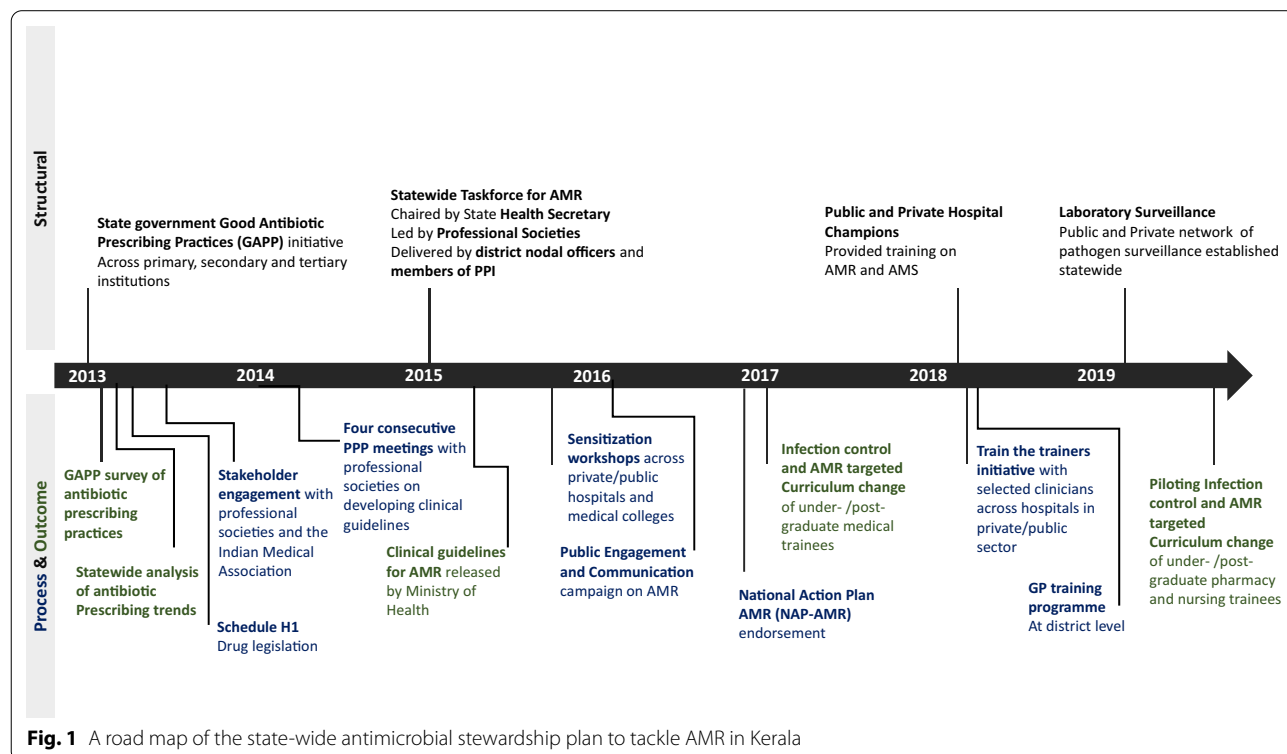 Structural
State government Good Antibiotic
Prescribing Practices (GAPP) initiative
Across primary, secondary and tertiary
institutions
Statewide Taskforce for AMR
Chaired by State Health Secretary
Led by Professional Societies
Delivered by district nodal officers and
members of PPI
Public and Private Hospital
Champions
Provided training on
AMR and AMS
Laboratory Surveillance
Public and Private network of
pathogen surveillance established
statewide
2013
2014
2015
2016
2017
2018
2019
Process & Outcome
GAPP survey of
antibiotic
prescribing
practices
Statewide analysis
of antibiotic
Prescribing trends
Schedule H1
Drug legislation
Stakeholder
engagement with
professional
societies and the
Indian Medical
Association
Four consecutive
PPP meetings with
professional
societies on
developing clinical
guidelines
Clinical guidelines
for AMR released
by Ministry of
Health
Sensitization
workshops across
private/public
hospitals and
medical colleges
Public Engagement
and Communication
campaign on AMR
National Action Plan
AMR (NAP-AMR)
endorsement
Infection control
and AMR targeted
Curriculum change
of under- /post-
graduate medical
trainees
Train the trainers
initiative with
selected clinicians
across hospitals in
private/public
sector
GP training
programme
At district level
Piloting Infection
control and AMR
targeted
Curriculum change
of under- /post-
graduate pharmacy
and nursing trainees
Fig. 1 A road map of the state-wide antimicrobial stewardship plan to tackle AMR in Kerala